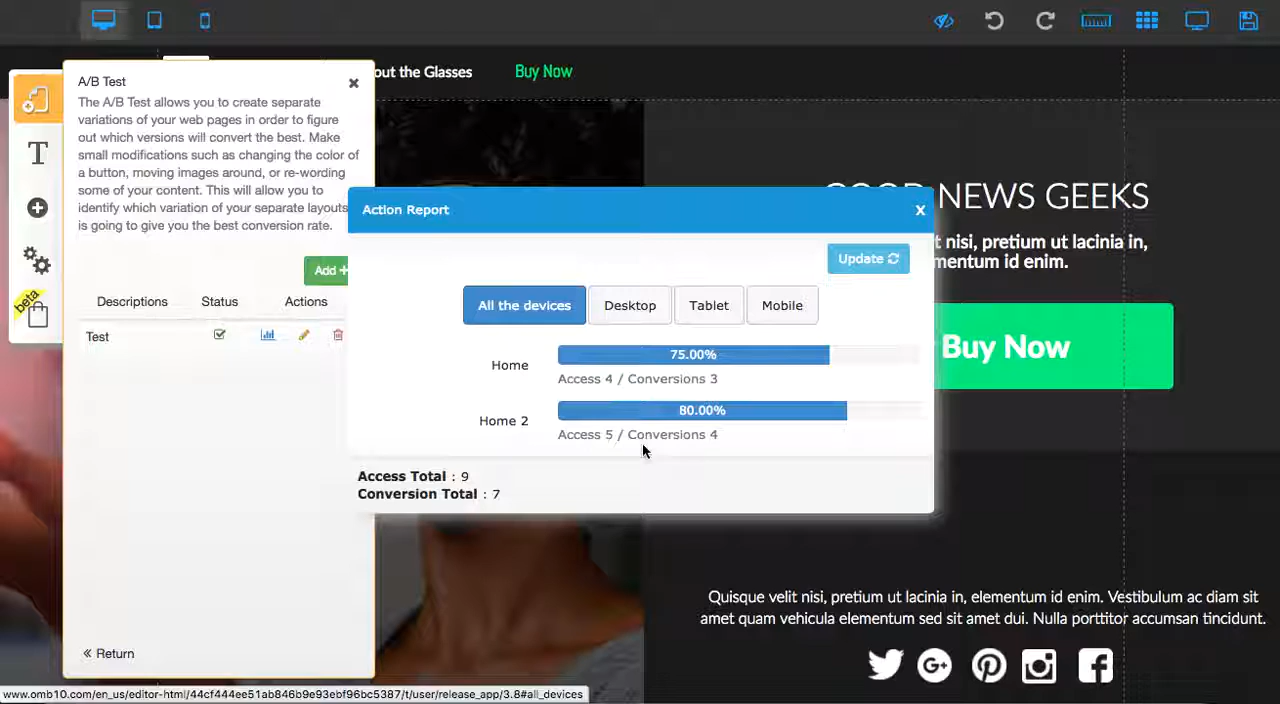 out the Glasses
Buy Now
A/B Test
The A/B Test allows you to create separate
variations of your web pages in order to figure
out which versions will convert the best. Make
small modifications such as changing the color of
a button, moving images around, or re-wording
some of your content. This will allow you to
identify which variation of your separate layouts
is going to give you the best conversion rate.
Add +
Descriptions Status Actions
Test
« Return
T
beta
Action Report
x
Update
All the devices Desktop Tablet Mobile
Home
75.00%
Access 4 / Conversions 3
Home 2
80.00%
Access 5 / Conversions 4
Access Total : 9
Conversion Total : 7
NEWS GEEKS
t nisi, pretium ut lacinia in,
mentum id enim.
Buy Now
Quisque velit nisi, pretium ut lacinia in, elementum id enim. Vestibulum ac diam sit
amet quam vehicula elementum sed sit amet dui. Nulla porttitor accumsan tincidunt.
www.omb10.com/en_us/editor-html/44cf444ee51ab846b9e93ebf96bc5387/t/user/release_app/3.8#all_devices